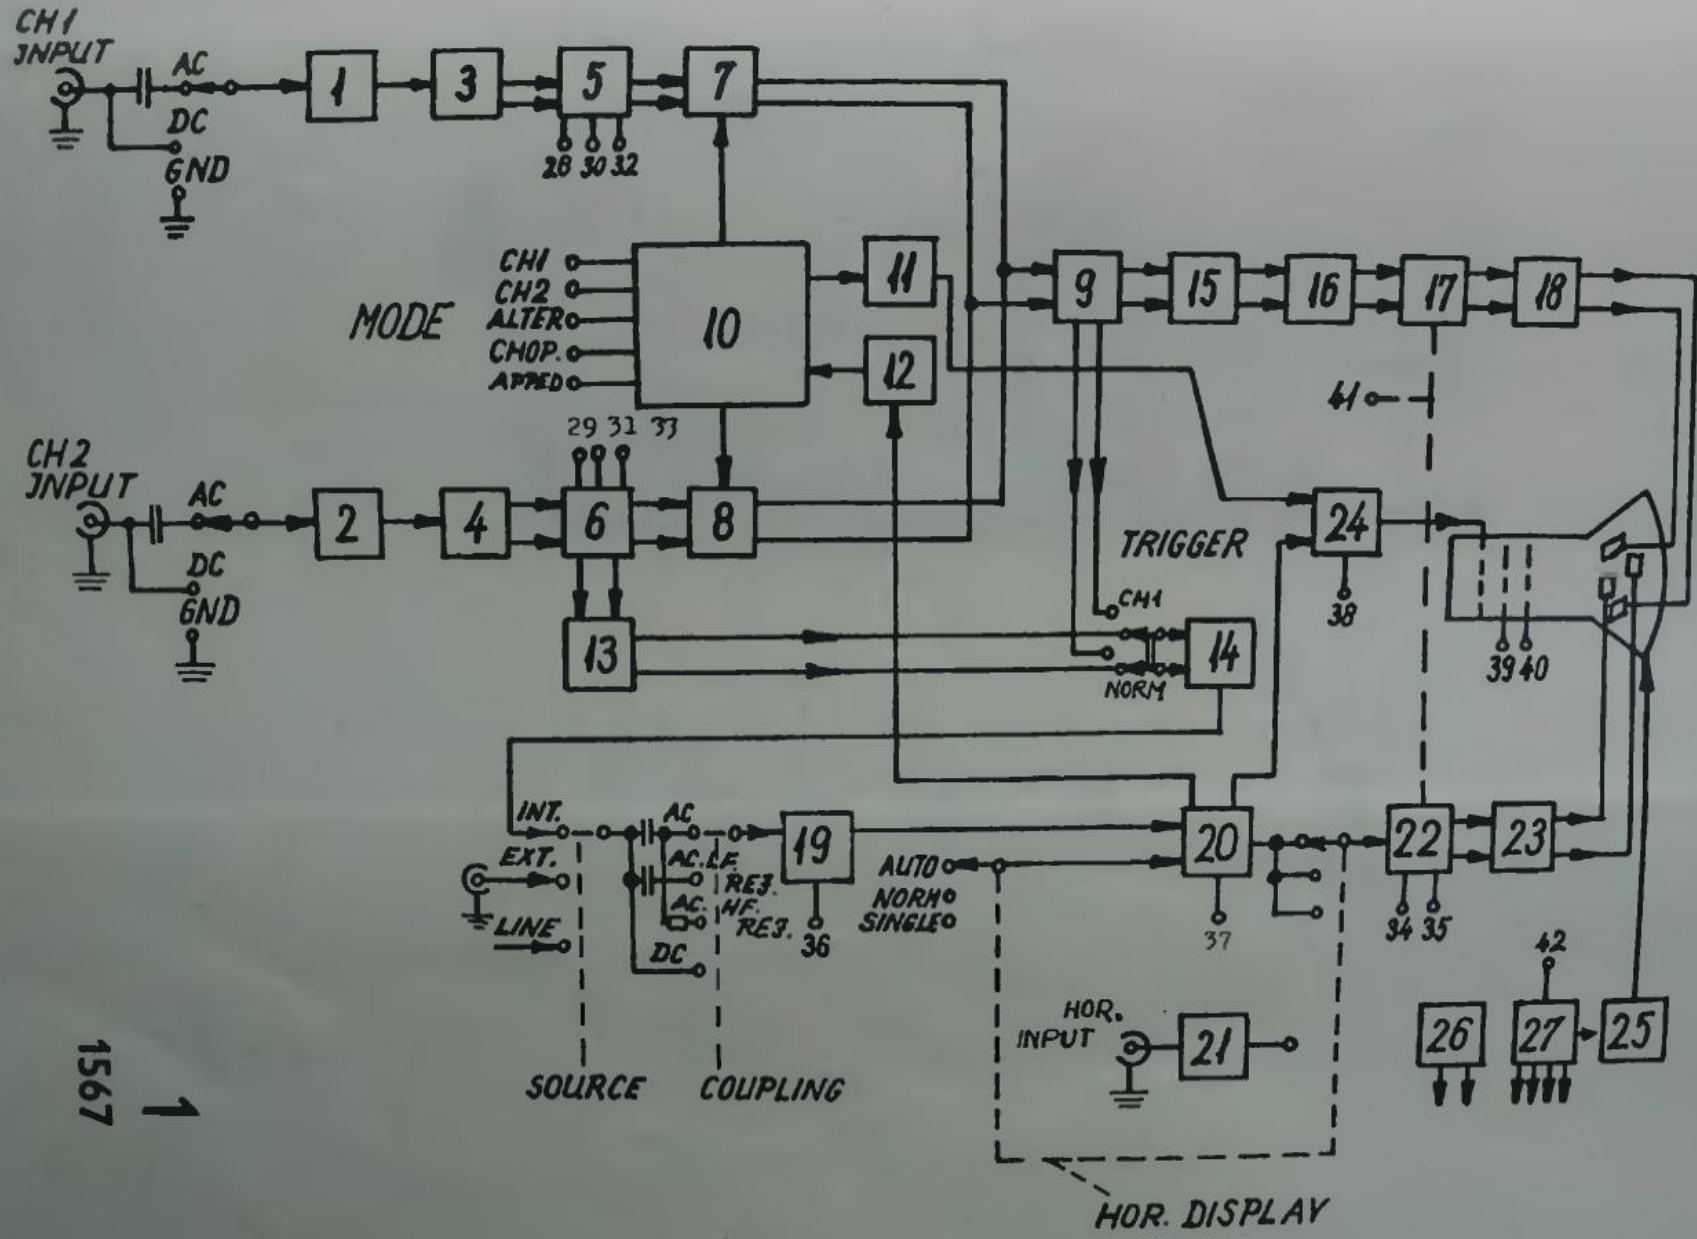 CH1
INPUT
AC
DC
GND
1
3
5
7
28 30 32
MODE
CH1
CH2
ALTER
CHOP.
APPED
10
11
12
9
15
16
17
18
41
29 31 33
CH2
INPUT
AC
DC
GND
2
4
6
8
13
TRIGGER
CH1
NORM
14
24
38
39 40
INT.
EXT.
LINE
AC
AC.LF.
REJ.
AC. HF.
REJ.
DC
19
36
AUTO
NORM
SINGLE
20
37
22
34 35
23
42
HOR.
INPUT
21
26
27
25
SOURCE
COUPLING
HOR. DISPLAY
1
1567